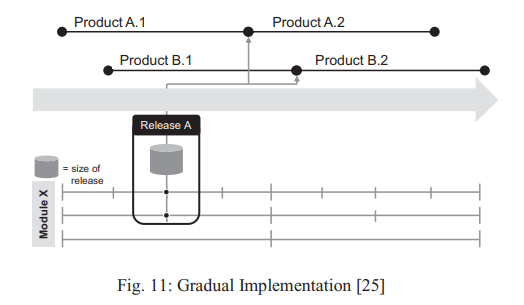 Product A.1
Product A.2
Product B.1
Product B.2
Release A
= size of
release
Module X
Fig. 11: Gradual Implementation [25]